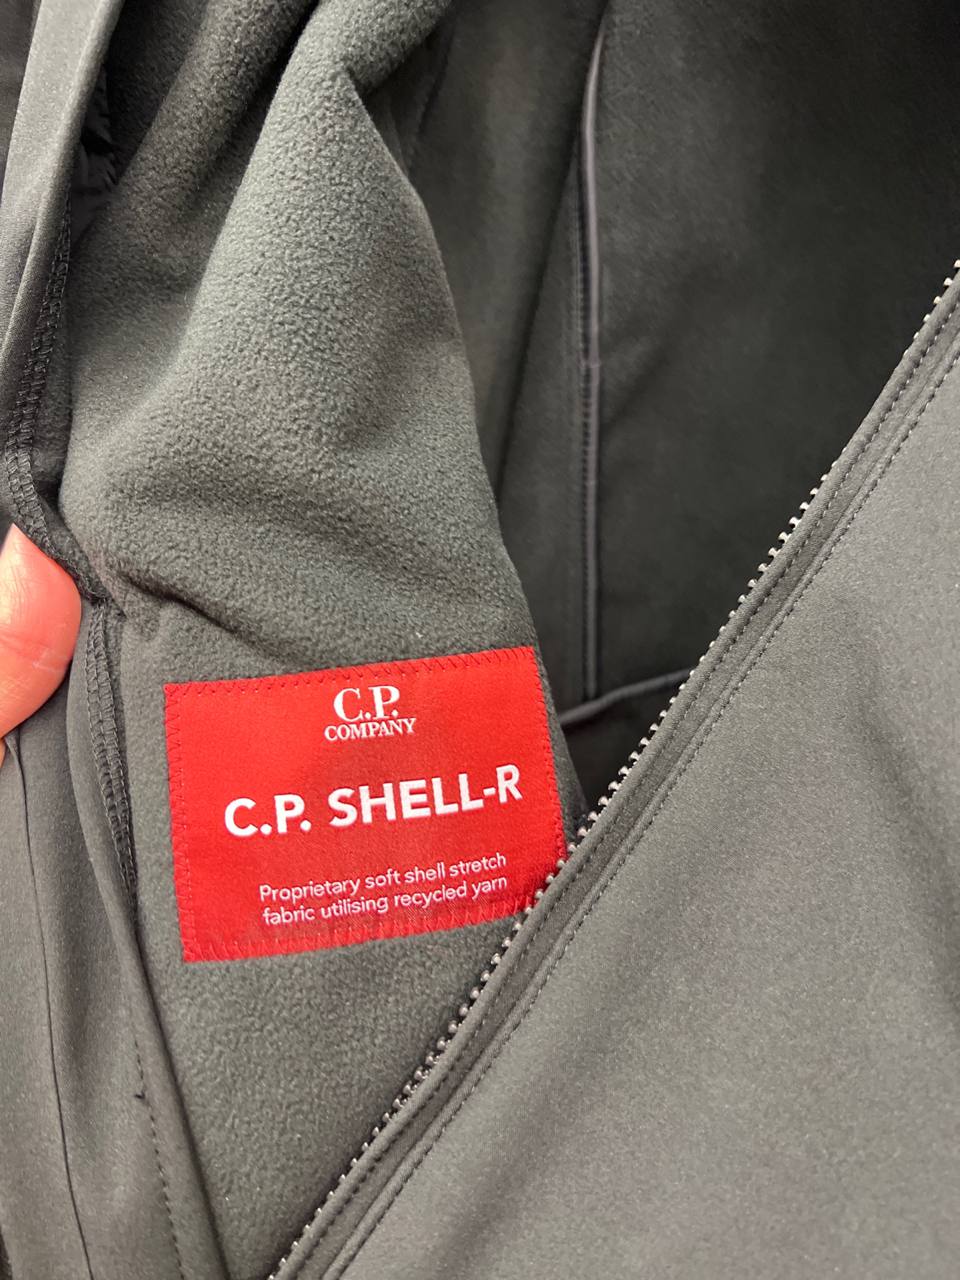 C.P.
COMPANY
C.P. SHELL-R
Proprietary soft shell stretch
fabric utilising recycled yarn